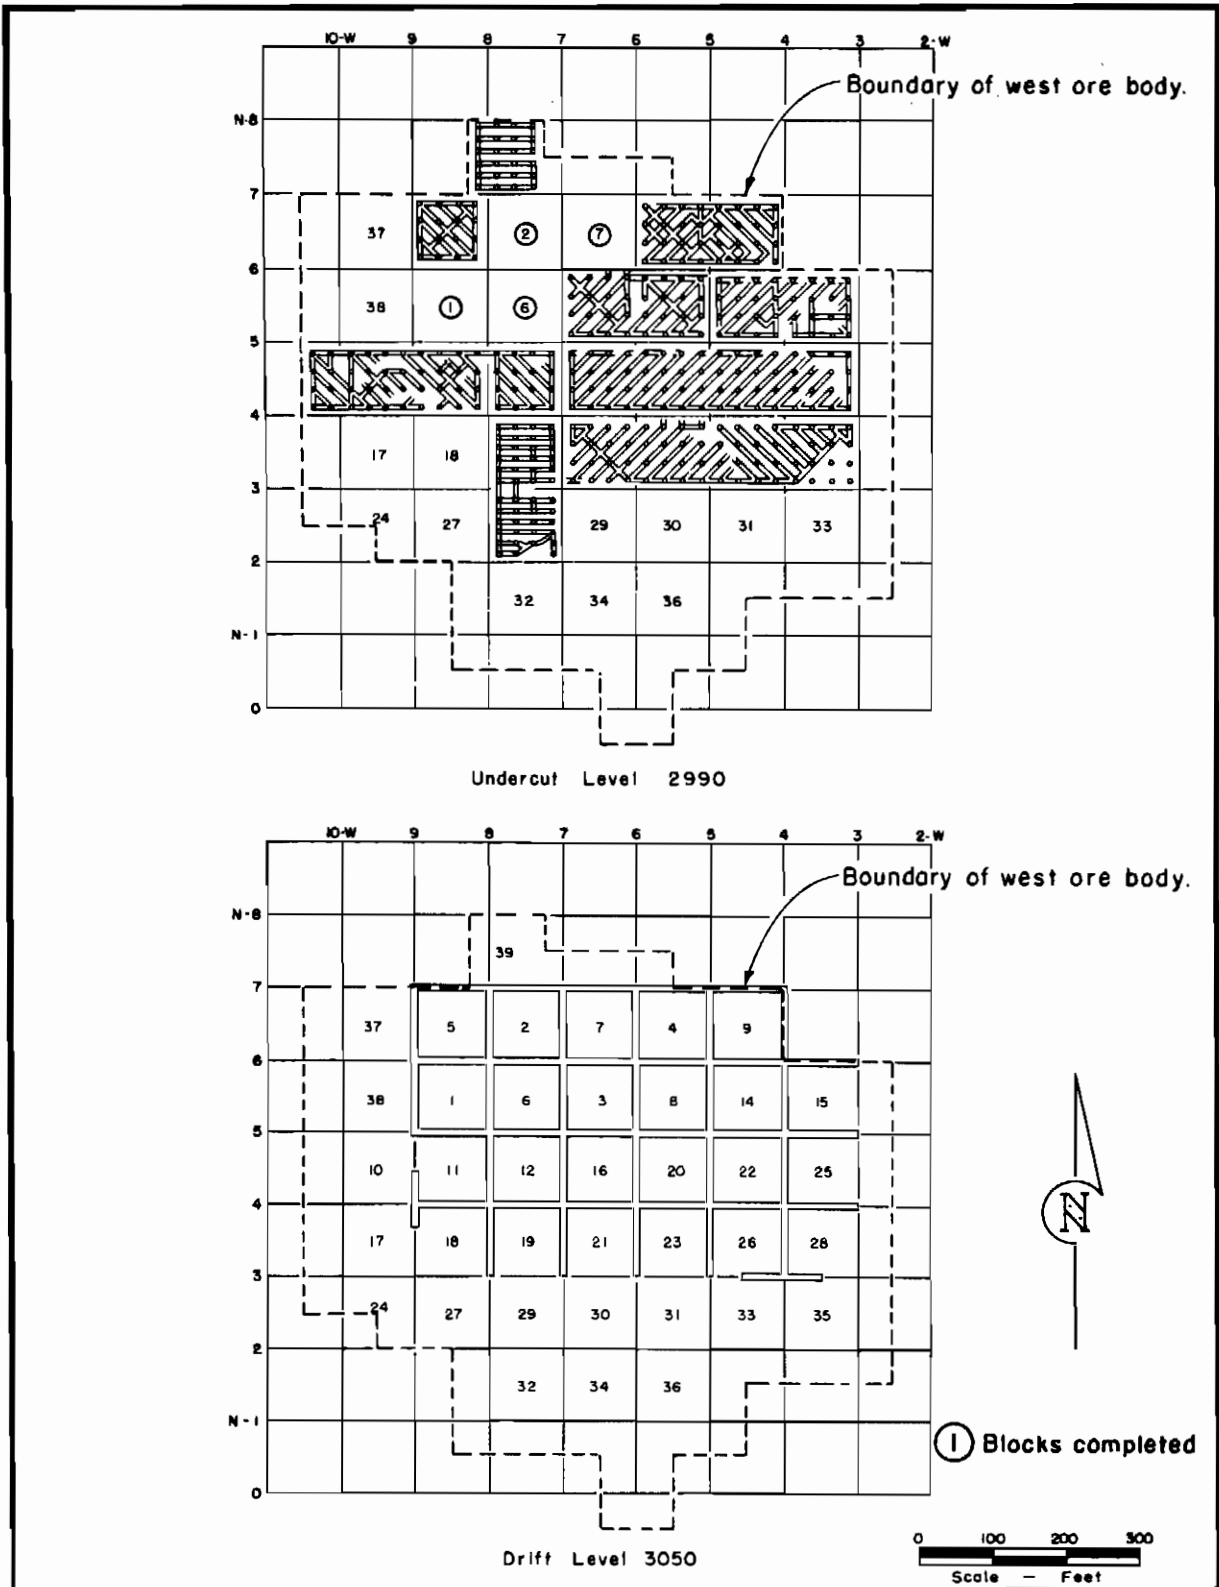 10-W 9 8 7 6 5 4 3 2-W
Boundary of west ore body.
N-8
7
37 2 7
6
38 1 6
5
4
17 18
3
24 27 29 30 31 33
2
32 34 36
N-1
0
Undercut Level 2990
10-W 9 8 7 6 5 4 3 2-W
Boundary of west ore body.
N-8
39
7
37 5 2 7 4 9
6
38 1 6 3 8 14 15
5
10 11 12 16 20 22 25
4
17 18 19 21 23 26 28
N
3
24 27 29 30 31 33 35
2
32 34 36
N-1
1 Blocks completed
0
0 100 200 300
Scale — Feet
Drift Level 3050